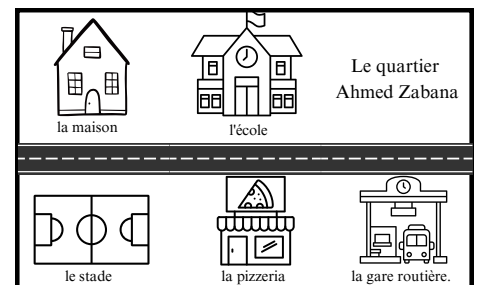 Le quartier
Ahmed Zabana
la maison
l'école
le stade
la pizzeria
la gare routière.